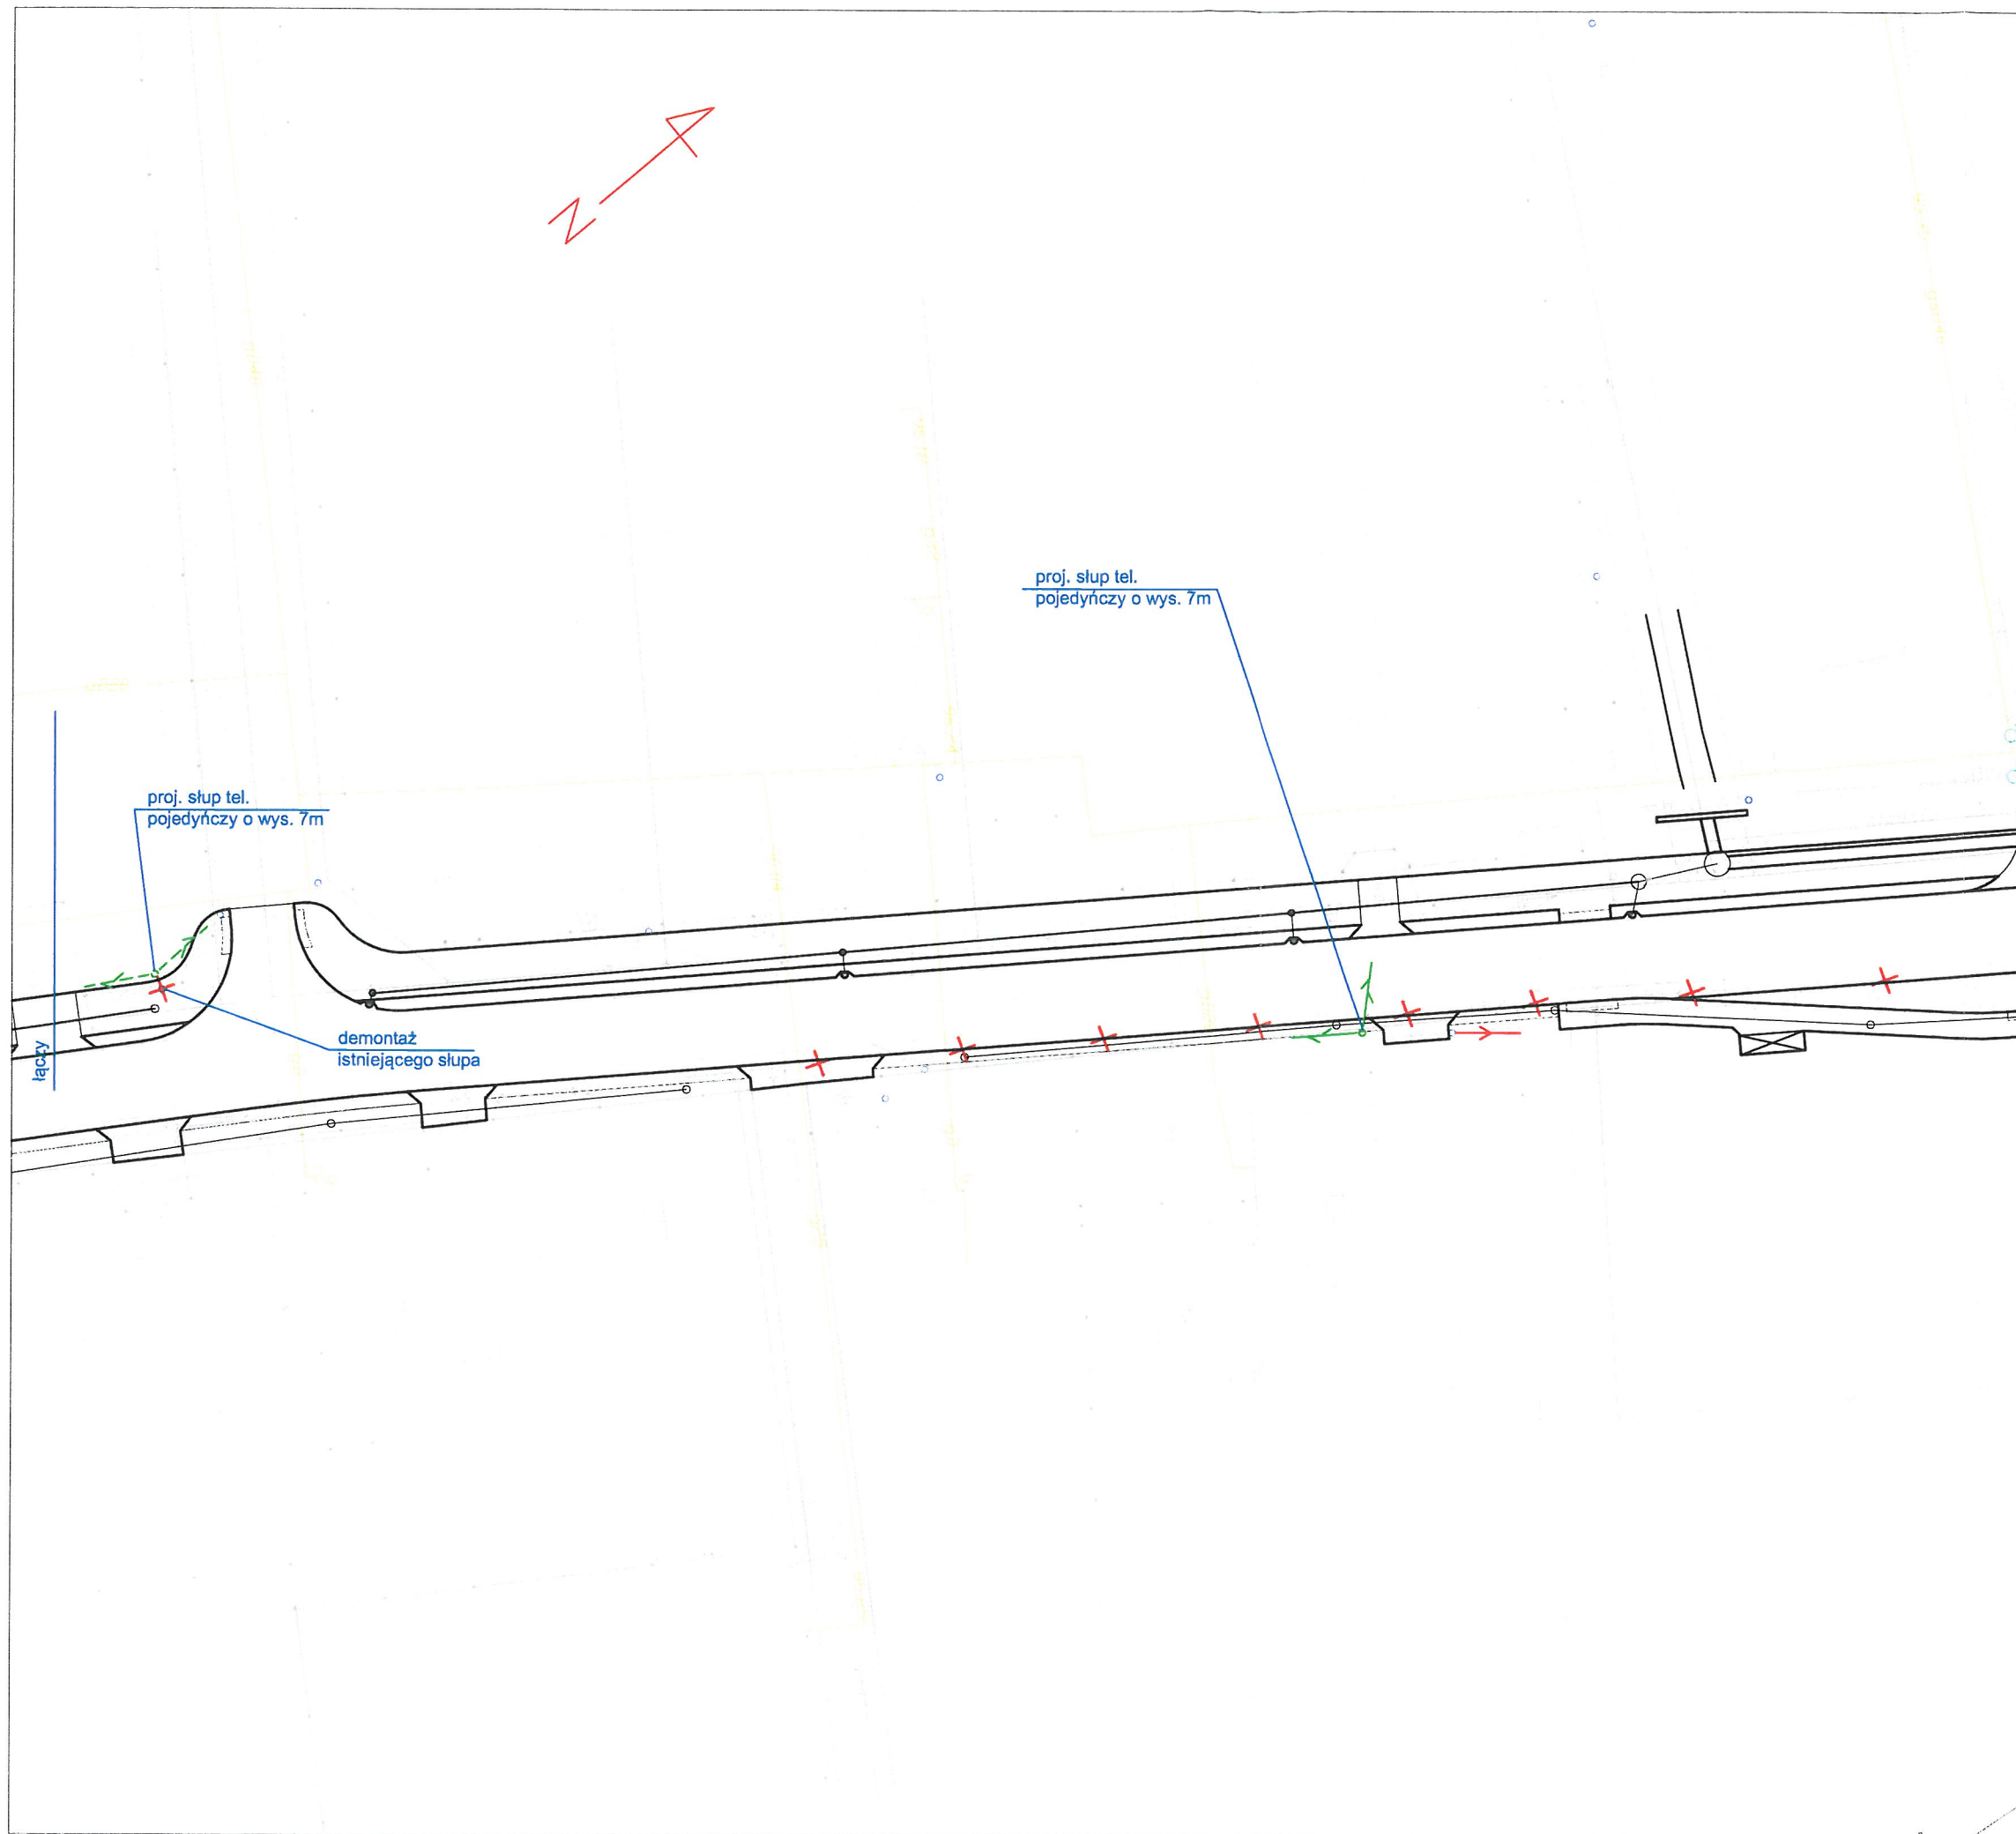 N
proj. słup tel.
pojedyńczy o wys. 7m
proj. słup tel.
pojedyńczy o wys. 7m
demontaż
istniejącego słupa
łączy